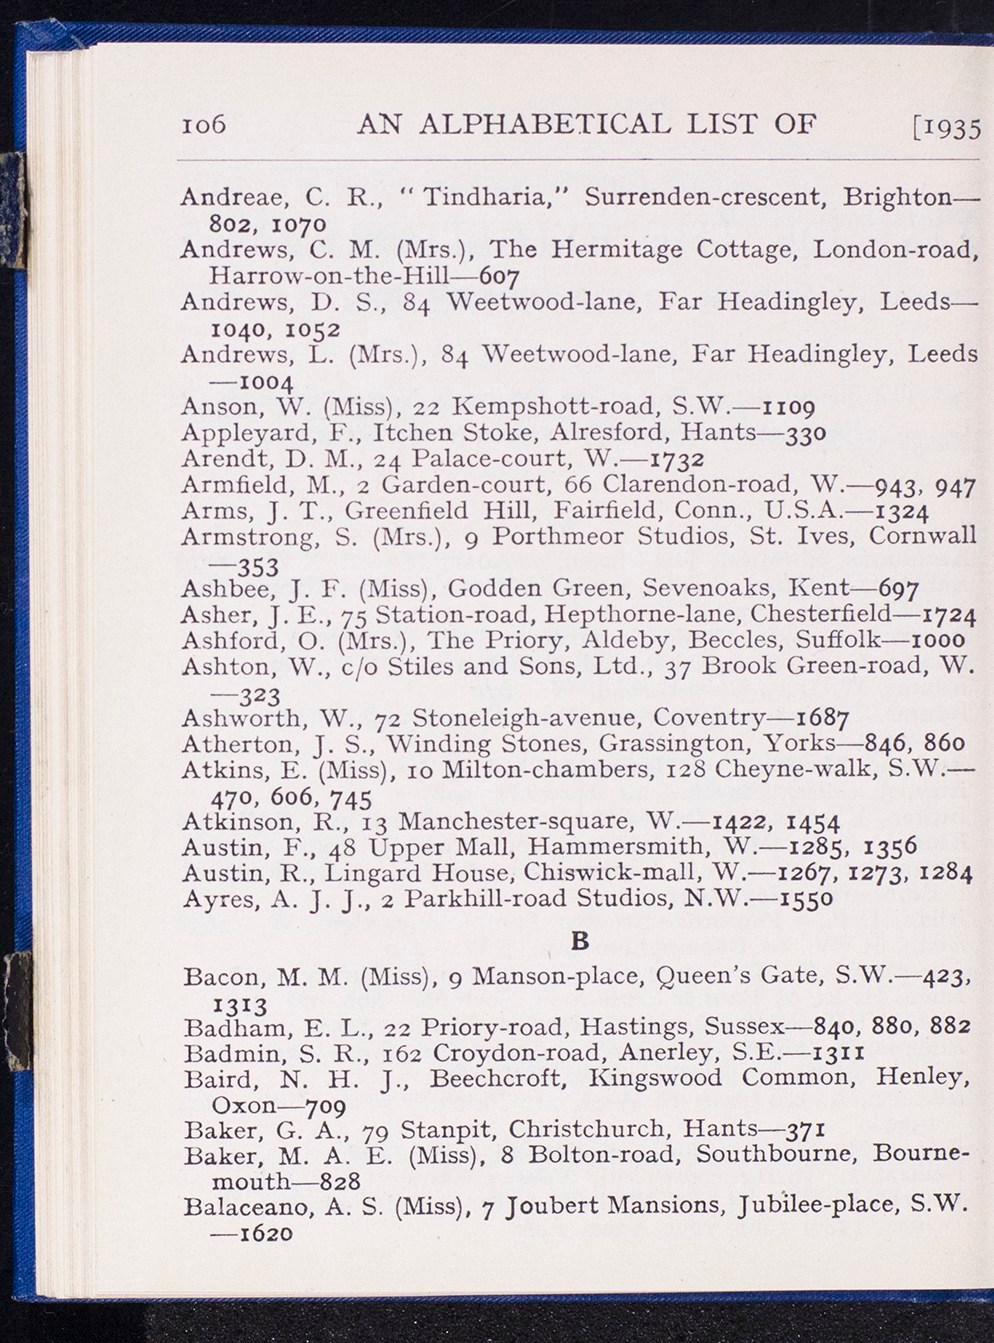 106 AN ALPHABETICAL LIST OF [1935
Andreae, C. R., “ Tindharia,” Surrenden-crescent, Brighton—
802, 1070
Andrews, C. M. (Mrs.), The Hermitage Cottage, London-road,
Harrow-on-the-Hill—607
Andrews, D. S., 84 Weetwood-lane, Far Headingley, Leeds—
1040, 1052
Andrews, L. (Mrs.), 84 Weetwood-lane, Far Headingley, Leeds
—1004
Anson, W. (Miss), 22 Kempshott-road, S.W.—1109
Appleyard, F., Itchen Stoke, Alresford, Hants—330
Arendt, D. M., 24 Palace-court, W.—1732
Armfield, M., 2 Garden-court, 66 Clarendon-road, W.—943, 947
Arms, J. T., Greenfield Hill, Fairfield, Conn., U.S.A.—1324
Armstrong, S. (Mrs.), 9 Porthmeor Studios, St. Ives, Cornwall
—353
Ashbee, J. F. (Miss), Godden Green, Sevenoaks, Kent—697
Asher, J. E., 75 Station-road, Hepthorne-lane, Chesterfield—1724
Ashford, O. (Mrs.), The Priory, Aldeby, Beccles, Suffolk—1000
Ashton, W., c/o Stiles and Sons, Ltd., 37 Brook Green-road, W.
—323
Ashworth, W., 72 Stoneleigh-avenue, Coventry—1687
Atherton, J. S., Winding Stones, Grassington, Yorks—846, 860
Atkins, E. (Miss), 10 Milton-chambers, 128 Cheyne-walk, S.W.—
470, 606, 745
Atkinson, R., 13 Manchester-square, W.—1422, 1454
Austin, F., 48 Upper Mall, Hammersmith, W.—1285, 1356
Austin, R., Lingard House, Chiswick-mall, W.—1267, 1273, 1284
Ayres, A. J. J., 2 Parkhill-road Studios, N.W.—1550
B
Bacon, M. M. (Miss), 9 Manson-place, Queen’s Gate, S.W.—423,
1313
Badham, E. L., 22 Priory-road, Hastings, Sussex—840, 880, 882
Badmin, S. R., 162 Croydon-road, Anerley, S.E.—1311
Baird, N. H. J., Beechcroft, Kingswood Common, Henley,
Oxon—709
Baker, G. A., 79 Stanpit, Christchurch, Hants—371
Baker, M. A. E. (Miss), 8 Bolton-road, Southbourne, Bourne-
mouth—828
Balaceano, A. S. (Miss), 7 Joubert Mansions, Jubilee-place, S.W.
—1620